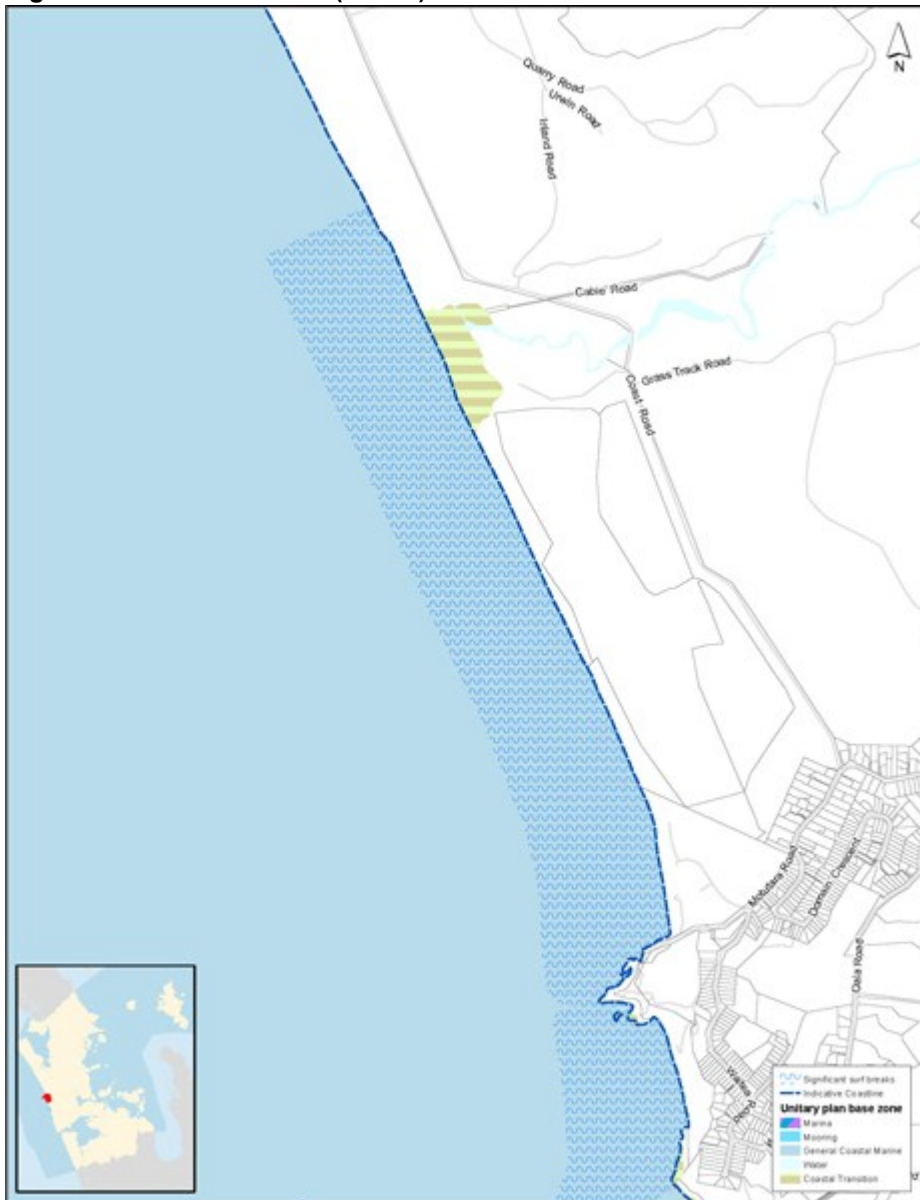 N
Quarry Road
Urwin Road
Inland Road
Cable Road
Grass Track Road
Coast Road
Motutara Road
Domain Crescent
Oaia Road
Waitea
Road
Significant surf breaks
Indicative Coastline
Unitary plan base zone
Marina
Mooring
General Coastal Marine
Water
Coastal Transition